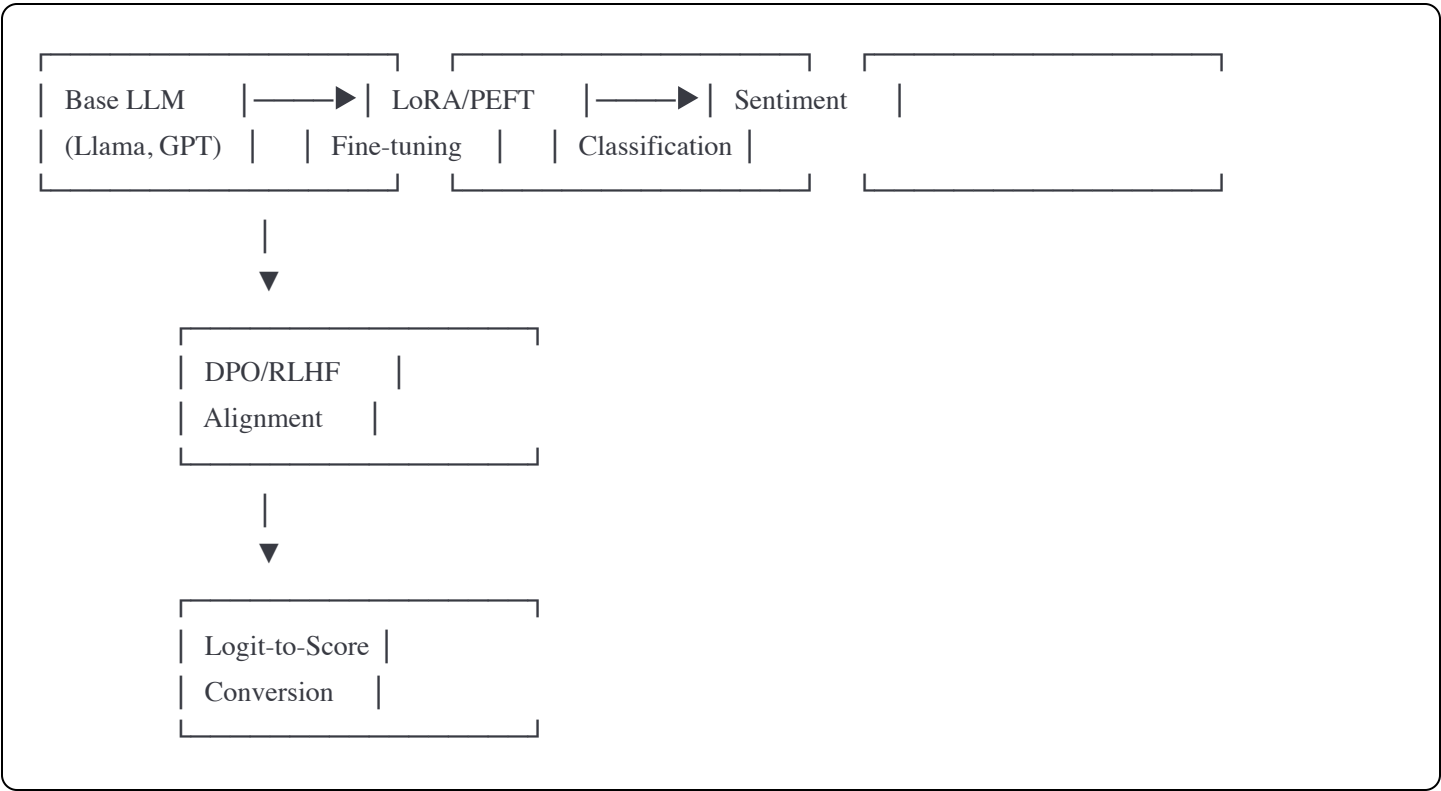 Base LLM LoRA/PEFT Sentiment
(Llama, GPT) Fine-tuning Classification
DPO/RLHF
Alignment
Logit-to-Score
Conversion